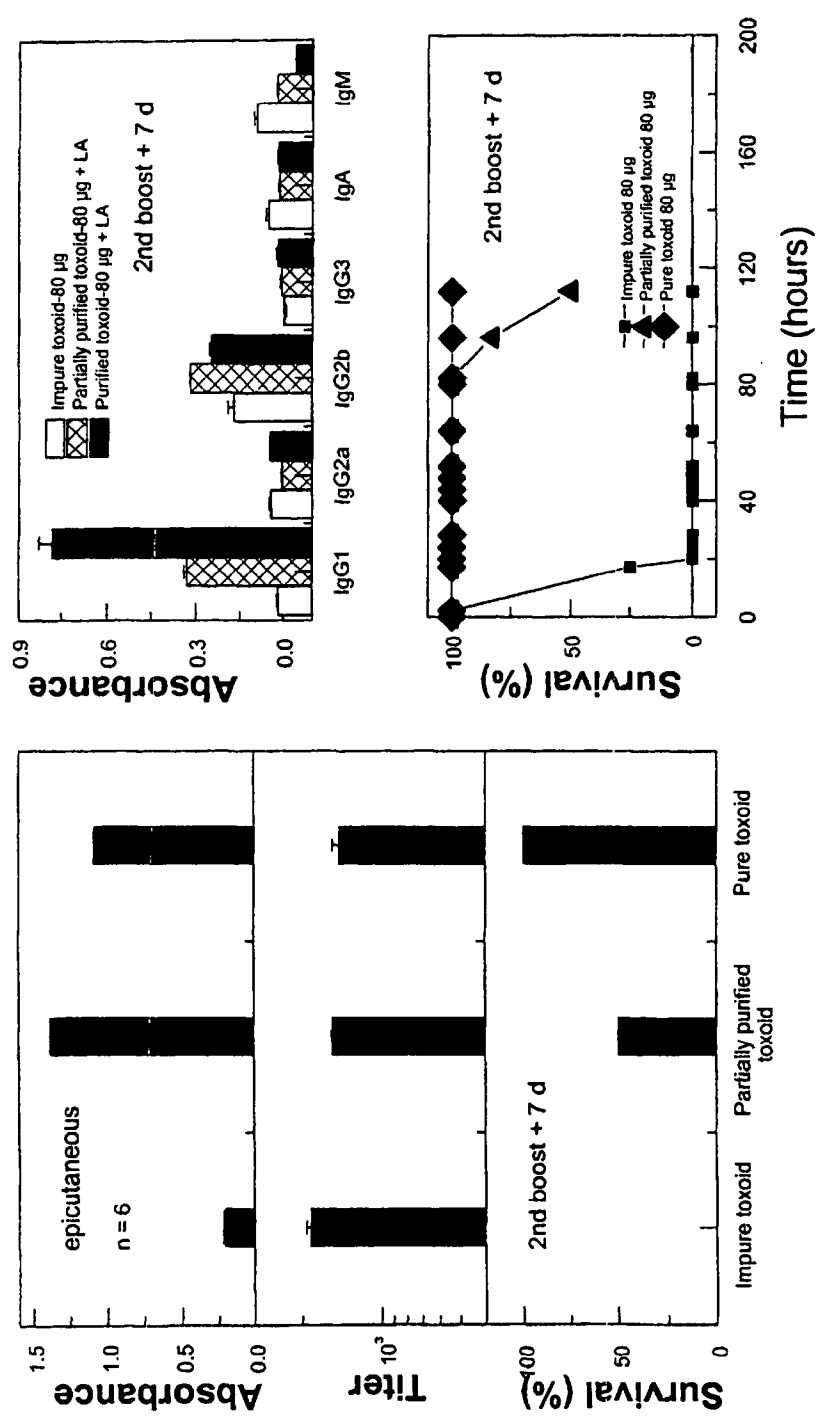 1.5
1.0
0.5
0.0
Absorbance
epicutaneous
n = 6
10³
Titer
100
50
0
Survival (%)
2nd boost + 7 d
Impure toxoid
Partially purified
toxoid
Pure toxoid
0.9
0.6
0.3
0.0
Absorbance
Impure toxoid-80 µg
Partially purified toxoid-80 µg + LA
Purified toxoid-80 µg + LA
2nd boost + 7 d
IgG1
IgG2a
IgG2b
IgG3
IgA
IgM
100
50
0
Survival (%)
2nd boost + 7 d
Impure toxoid 80 µg
Partially purified toxoid 80 µg
Pure toxoid 80 µg
0
40
80
120
160
200
Time (hours)